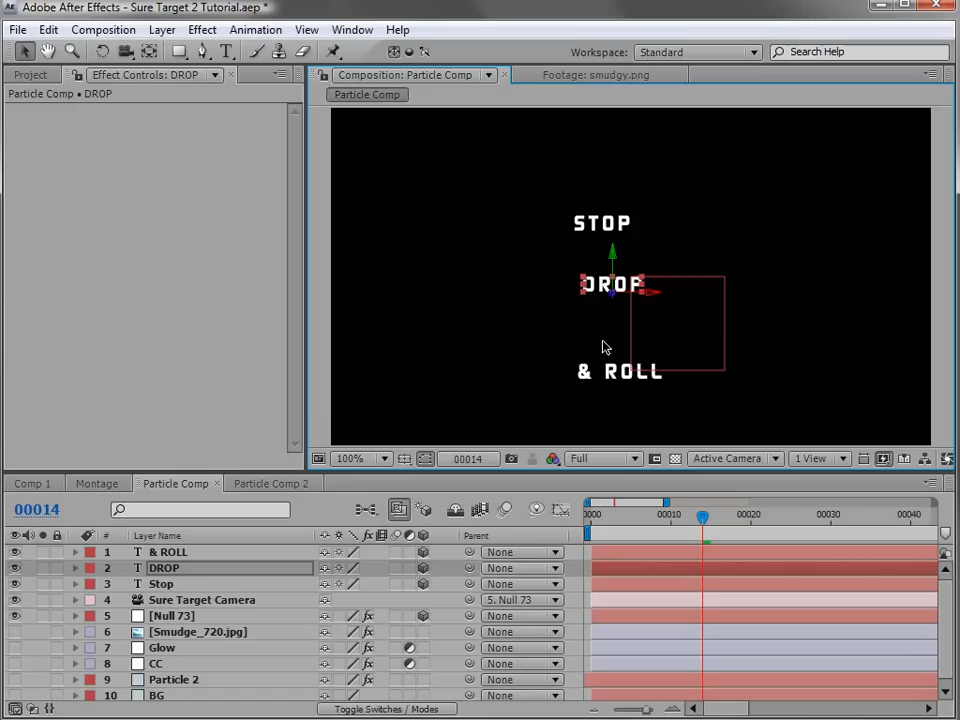 Adobe After Effects - Sure Target 2 Tutorial.aep *
File Edit Composition Layer Effect Animation View Window Help
Workspace: Standard Search Help
Project Effect Controls: DROP Composition: Particle Comp Footage: smudgy.png
Particle Comp • DROP Particle Comp
STOP
DROP
& ROLL
100% 00014 Full Active Camera 1 View
Comp 1 Montage Particle Comp Particle Comp 2
00014 0000 00010 00020 00030 00040
# Layer Name Parent
1 T & ROLL None
2 T DROP None
3 T Stop None
4 Sure Target Camera 5. Null 73
5 [Null 73] fx None
6 [Smudge_720.jpg] None
7 Glow fx None
8 CC fx None
9 Particle 2 fx None
10 BG None
Toggle Switches / Modes